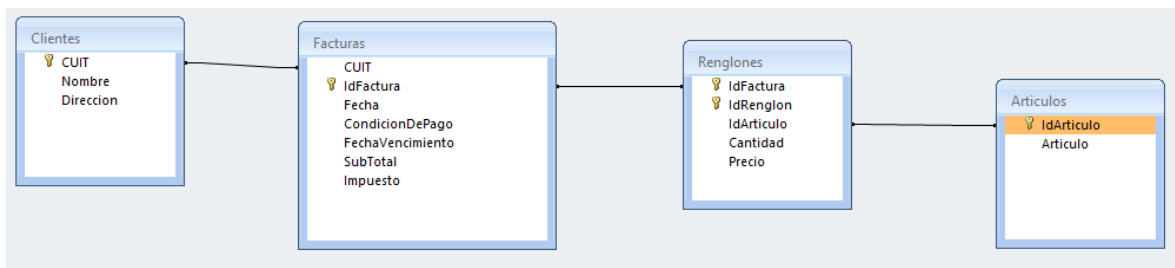 Clientes
CUIT
Nombre
Direccion
Facturas
CUIT
IdFactura
Fecha
CondicionDePago
FechaVencimiento
SubTotal
Impuesto
Renglones
IdFactura
IdRenglon
IdArticulo
Cantidad
Precio
Articulos
IdArticulo
Articulo